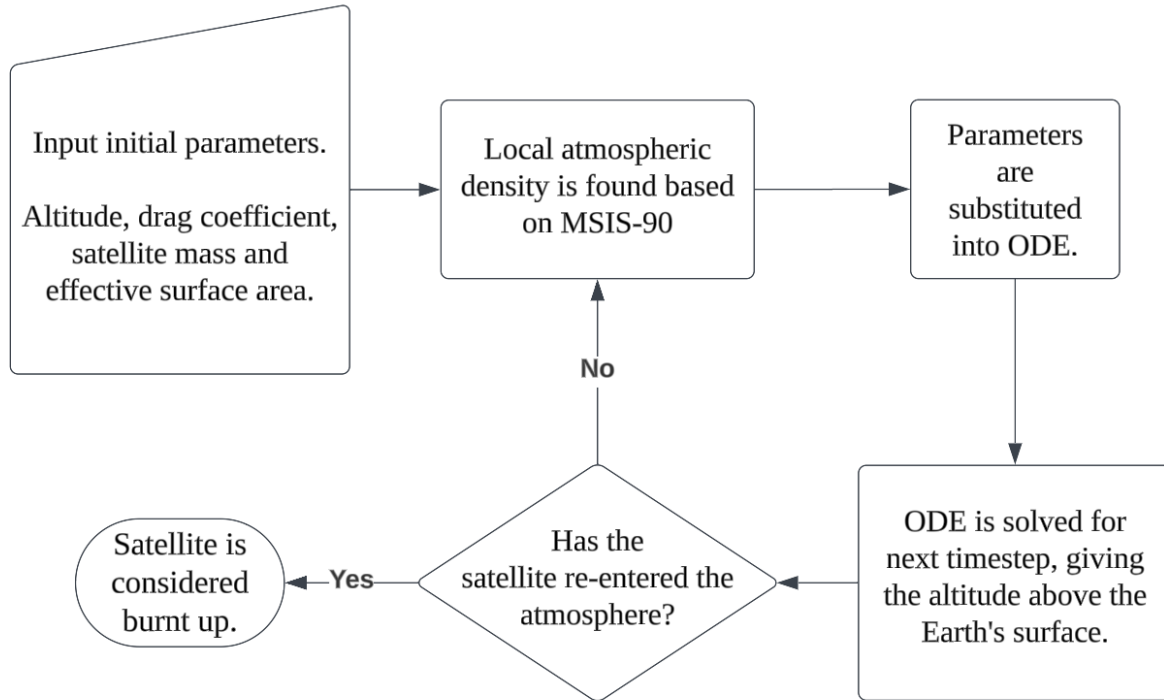 Input initial parameters.
Altitude, drag coefficient,
satellite mass and
effective surface area.
Local atmospheric
density is found based
on MSIS-90
Parameters
are
substituted
into ODE.
ODE is solved for
next timestep, giving
the altitude above the
Earth's surface.
Has the
satellite re-entered the
atmosphere?
No
Yes
Satellite is
considered
burnt up.